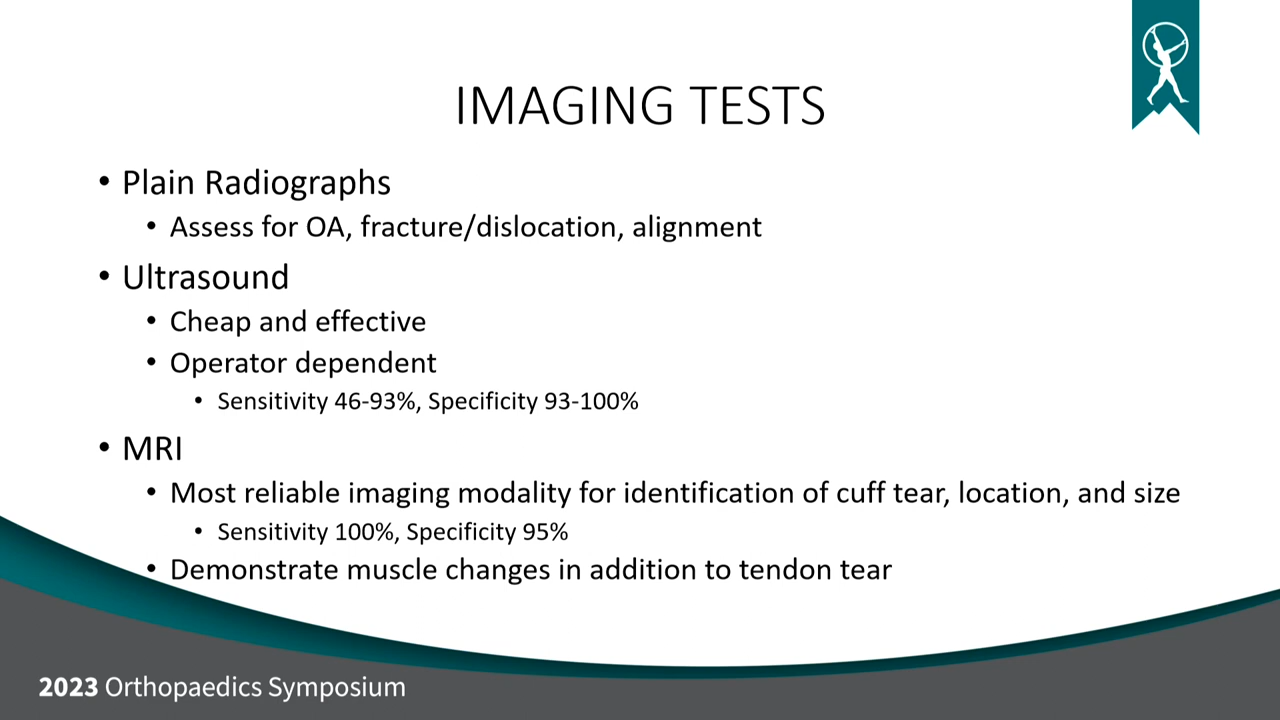 IMAGING TESTS
• Plain Radiographs
• Assess for OA, fracture/dislocation, alignment
• Ultrasound
• Cheap and effective
• Operator dependent
• Sensitivity 46-93%, Specificity 93-100%
• MRI
• Most reliable imaging modality for identification of cuff tear, location, and size
• Sensitivity 100%, Specificity 95%
• Demonstrate muscle changes in addition to tendon tear
2023 Orthopaedics Symposium